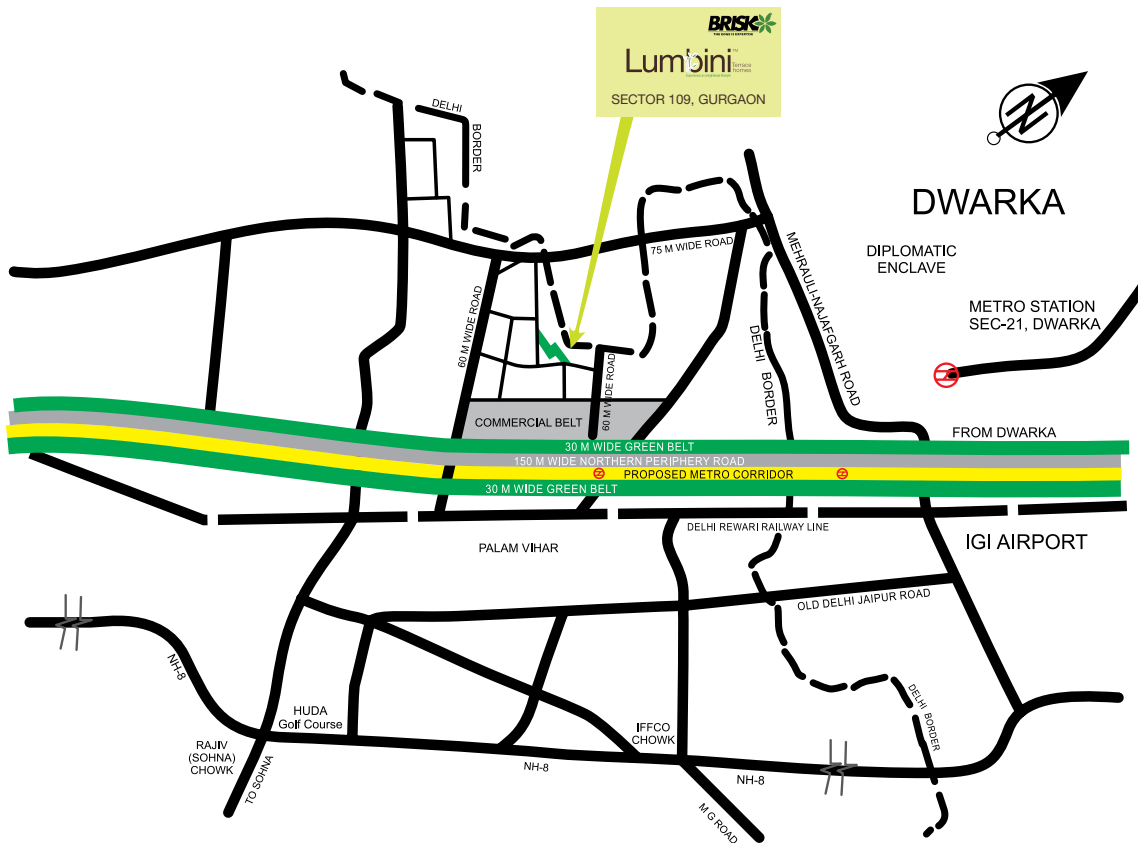 BRISK
Lumbini™
Terrace
homes
SECTOR 109, GURGAON
DELHI
BORDER
DWARKA
DIPLOMATIC
ENCLAVE
METRO STATION
SEC-21, DWARKA
75 M WIDE ROAD
MEHRAULI-NAJAFGARH ROAD
60 M WIDE ROAD
60 M WIDE ROAD
DELHI BORDER
COMMERCIAL BELT
FROM DWARKA
30 M WIDE GREEN BELT
150 M WIDE NORTHERN PERIPHERY ROAD
PROPOSED METRO CORRIDOR
30 M WIDE GREEN BELT
DELHI REWARI RAILWAY LINE
PALAM VIHAR
IGI AIRPORT
OLD DELHI JAIPUR ROAD
NH-8
HUDA
Golf Course
RAJIV
(SOHNA)
CHOWK
TO SOHNA
IFFCO
CHOWK
NH-8
NH-8
M G ROAD
DELHI BORDER